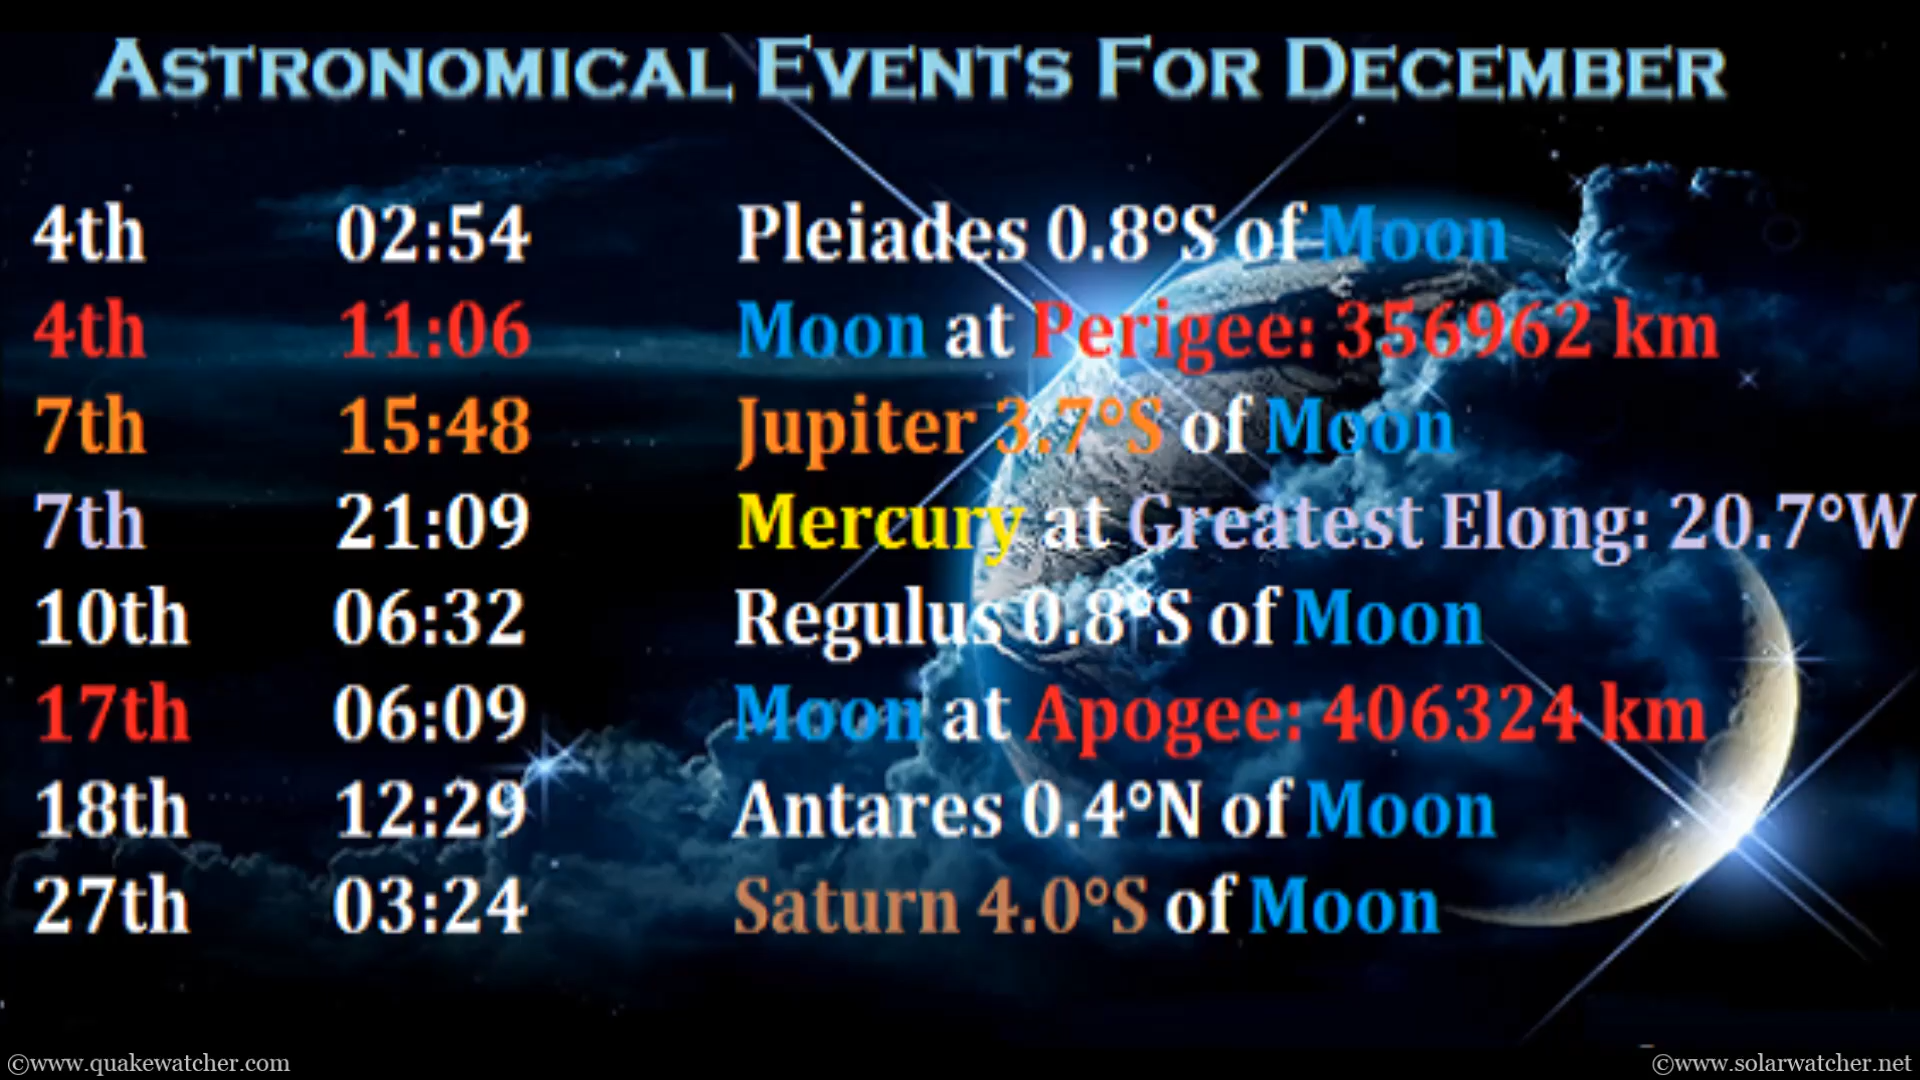 Astronomical Events For December
4th 02:54 Pleiades 0.8°S of Moon
4th 11:06 Moon at Perigee: 356962 km
7th 15:48 Jupiter 3.7°S of Moon
7th 21:09 Mercury at Greatest Elong: 20.7°W
10th 06:32 Regulus 0.8°S of Moon
17th 06:09 Moon at Apogee: 406324 km
18th 12:29 Antares 0.4°N of Moon
27th 03:24 Saturn 4.0°S of Moon
©www.quakewatcher.com ©www.solarwatcher.net